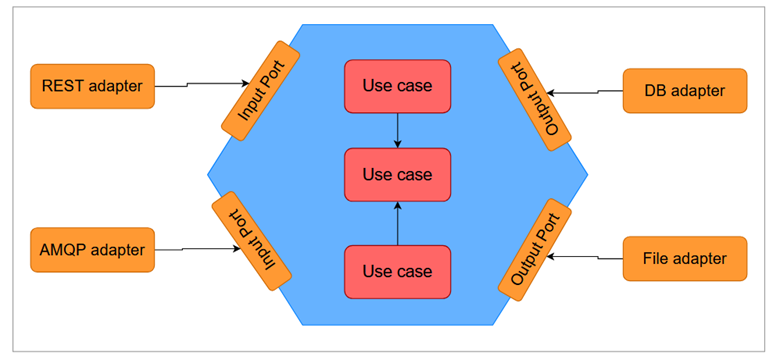 REST adapter
Input Port
Use case
Output Port
DB adapter
Use case
AMQP adapter
Input Port
Use case
Output Port
File adapter